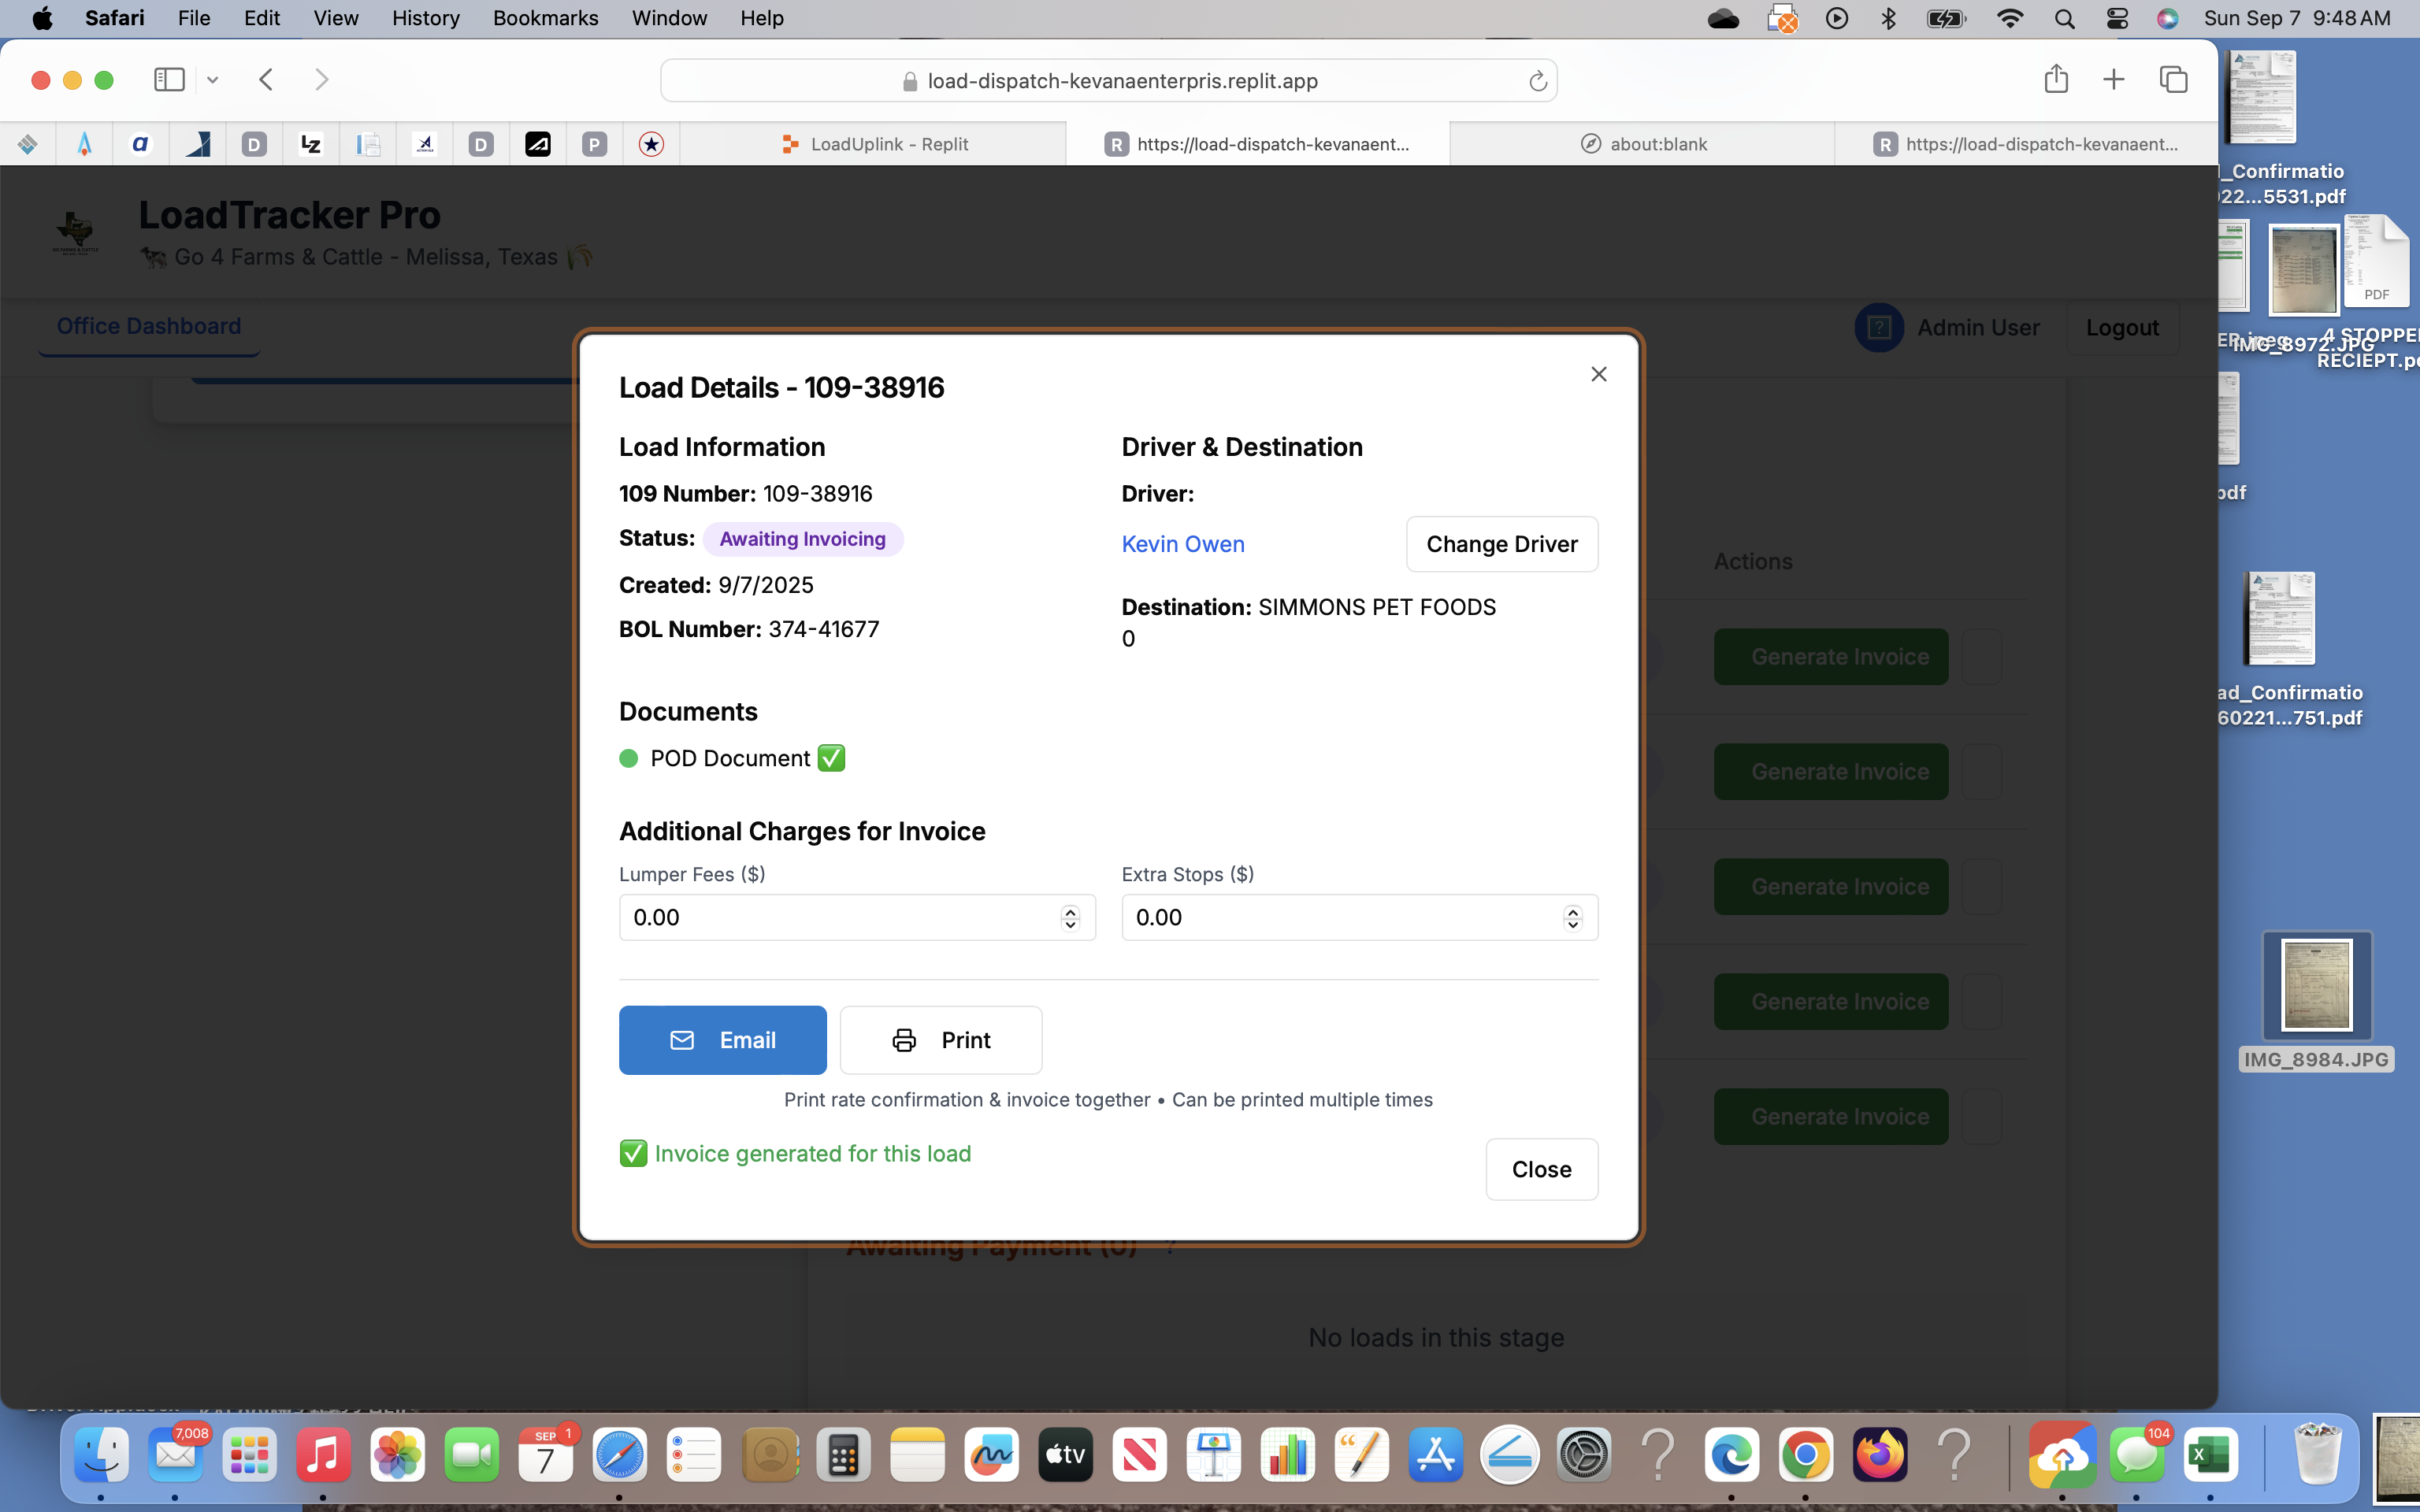 Safari File Edit View History Bookmarks Window Help Sun Sep 7 9:48 AM
load-dispatch-kevanaenterpris.replit.app
a D LZ D P LoadUplink - Replit R https://load-dispatch-kevanaent... about:blank R https://load-dispatch-kevanaent...
LoadTracker Pro
Go 4 Farms & Cattle - Melissa, Texas
Office Dashboard
? Admin User Logout
Load Details - 109-38916
Load Information
109 Number: 109-38916
Status: Awaiting Invoicing
Created: 9/7/2025
BOL Number: 374-41677
Driver & Destination
Driver:
Kevin Owen Change Driver
Destination: SIMMONS PET FOODS
0
Documents
POD Document ✅
Additional Charges for Invoice
Lumper Fees ($) Extra Stops ($)
0.00 0.00
Email Print
Print rate confirmation & invoice together • Can be printed multiple times
✅ Invoice generated for this load
Close
Actions
Generate Invoice
Generate Invoice
Generate Invoice
Generate Invoice
Generate Invoice
Awaiting Payment (0) ?
No loads in this stage
_Confirmatio
022...5531.pdf
PDF
ER.jpeg
IMG_8972.JPG
4 STOPPE
RECIEPT.p
pdf
ad_Confirmatio
60221...751.pdf
IMG_8984.JPG
7,008 SEP 7 1 tv 104 X